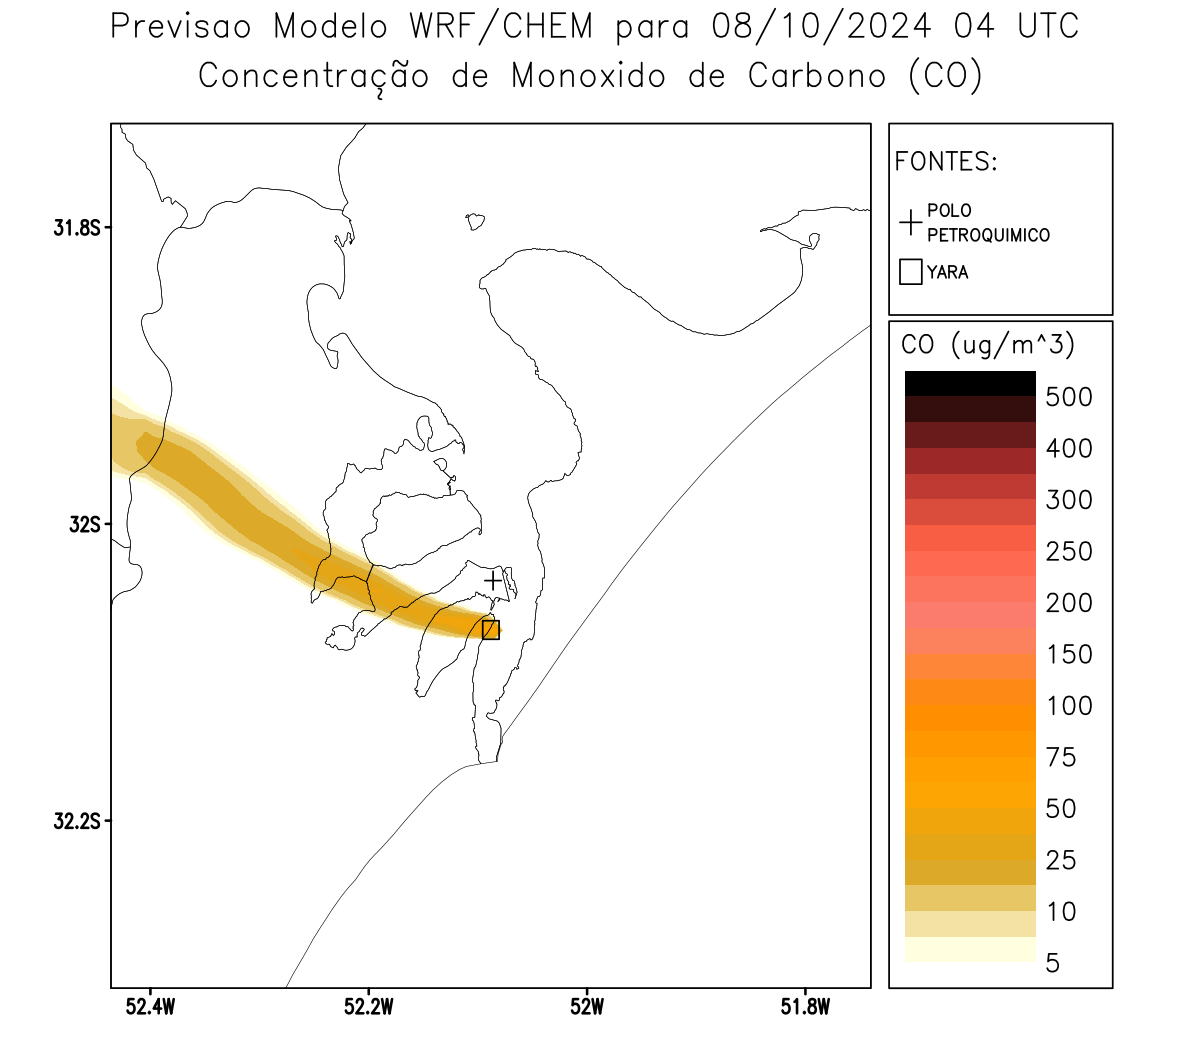 Previsao Modelo WRF/CHEM para 08/10/2024 04 UTC
Concentração de Monoxido de Carbono (CO)
FONTES:
POLO
PETROQUIMICO
YARA
CO (ug/m^3)
500
400
300
250
200
150
100
75
50
25
10
5
31.8S
32S
32.2S
52.4W
52.2W
52W
51.8W